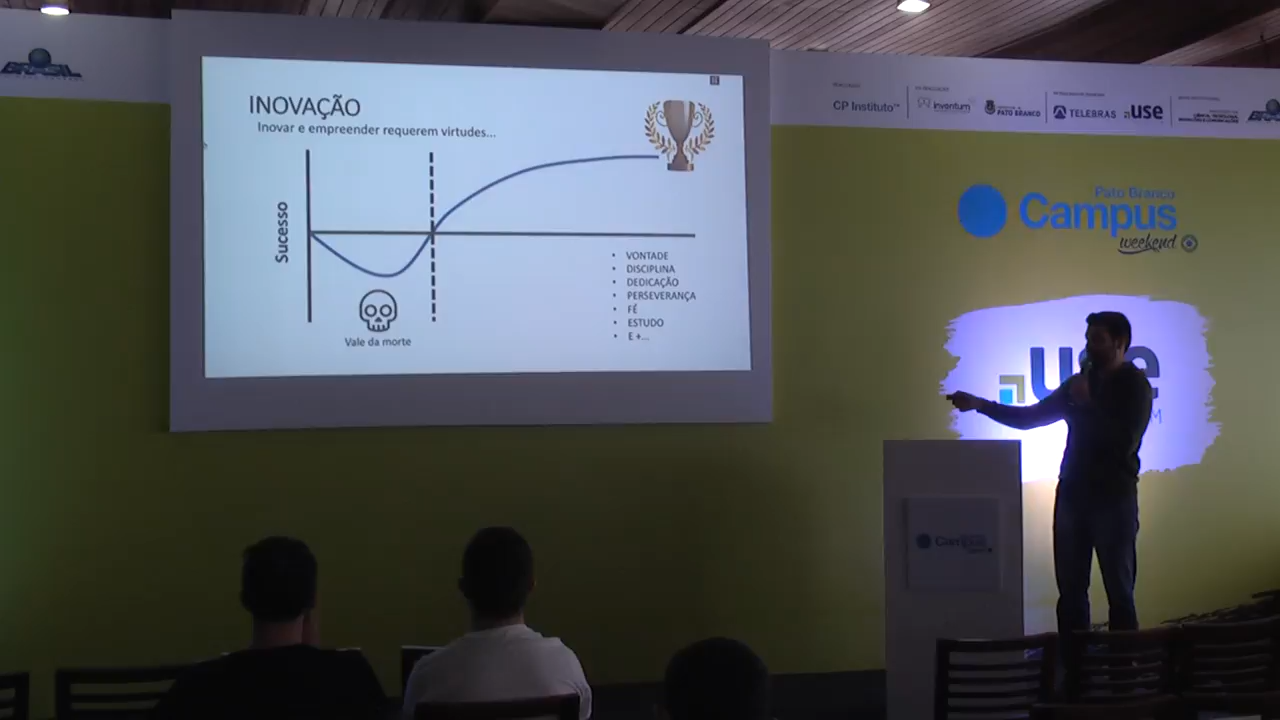 BRASIL
INOVAÇÃO
Inovar e empreender requerem virtudes...
Sucesso
Vale da morte
• VONTADE
• DISCIPLINA
• DEDICAÇÃO
• PERSEVERANÇA
• FÉ
• ESTUDO
• E +...
CP Instituto
inventum
PATO BRANCO
TELEBRAS
use
Pato Branco
Campus
weekend
use